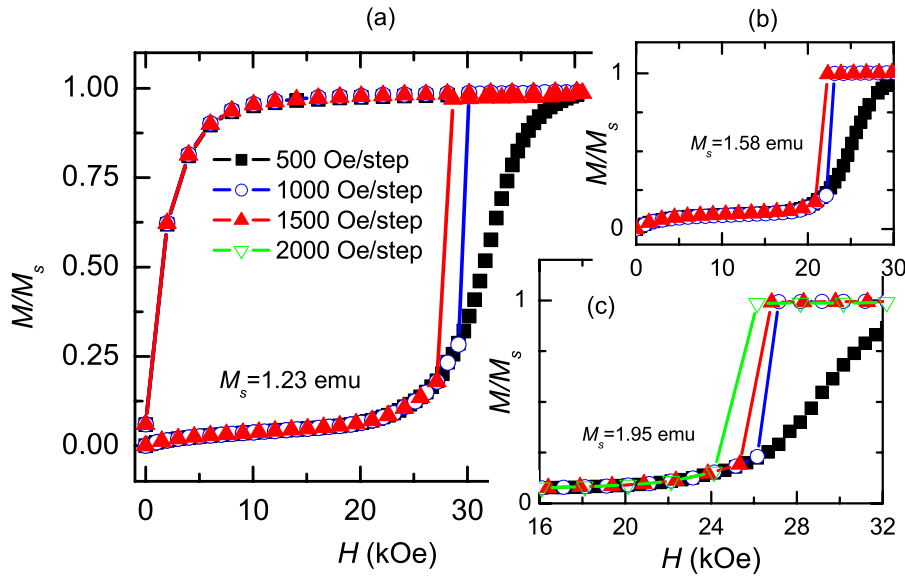 (a)
M/Ms
1.00
0.75
0.50
0.25
0.00
500 Oe/step
1000 Oe/step
1500 Oe/step
2000 Oe/step
Ms=1.23 emu
0
10
20
30
H (kOe)
(b)
M/Ms
1
0
Ms=1.58 emu
0
10
20
30
(c)
M/Ms
1
0
Ms=1.95 emu
16
20
24
28
32
H (kOe)